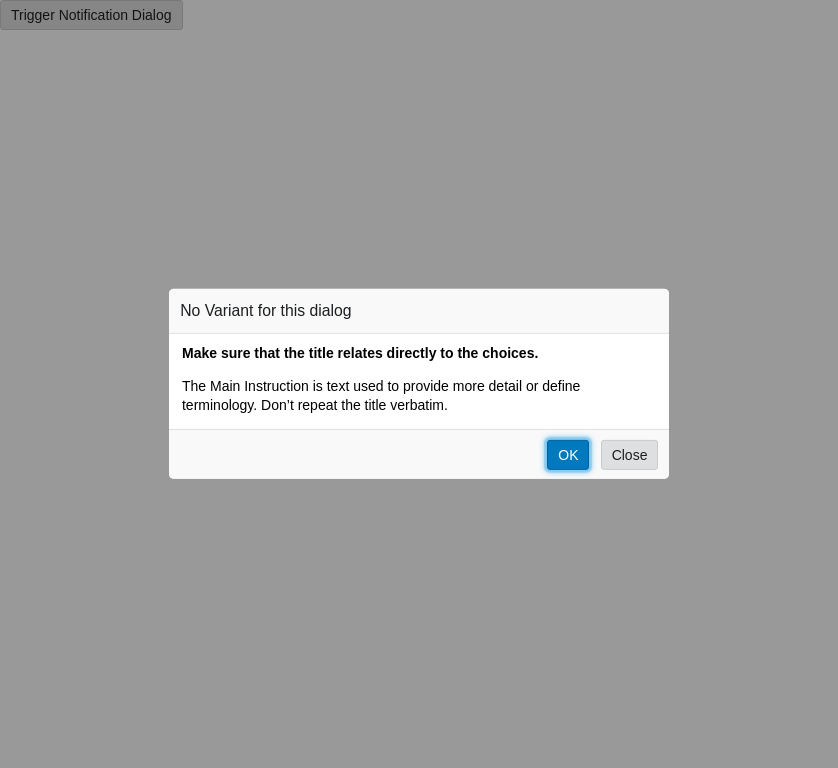 Trigger Notification Dialog
No Variant for this dialog
Make sure that the title relates directly to the choices.
The Main Instruction is text used to provide more detail or define
terminology. Don’t repeat the title verbatim.
OK Close